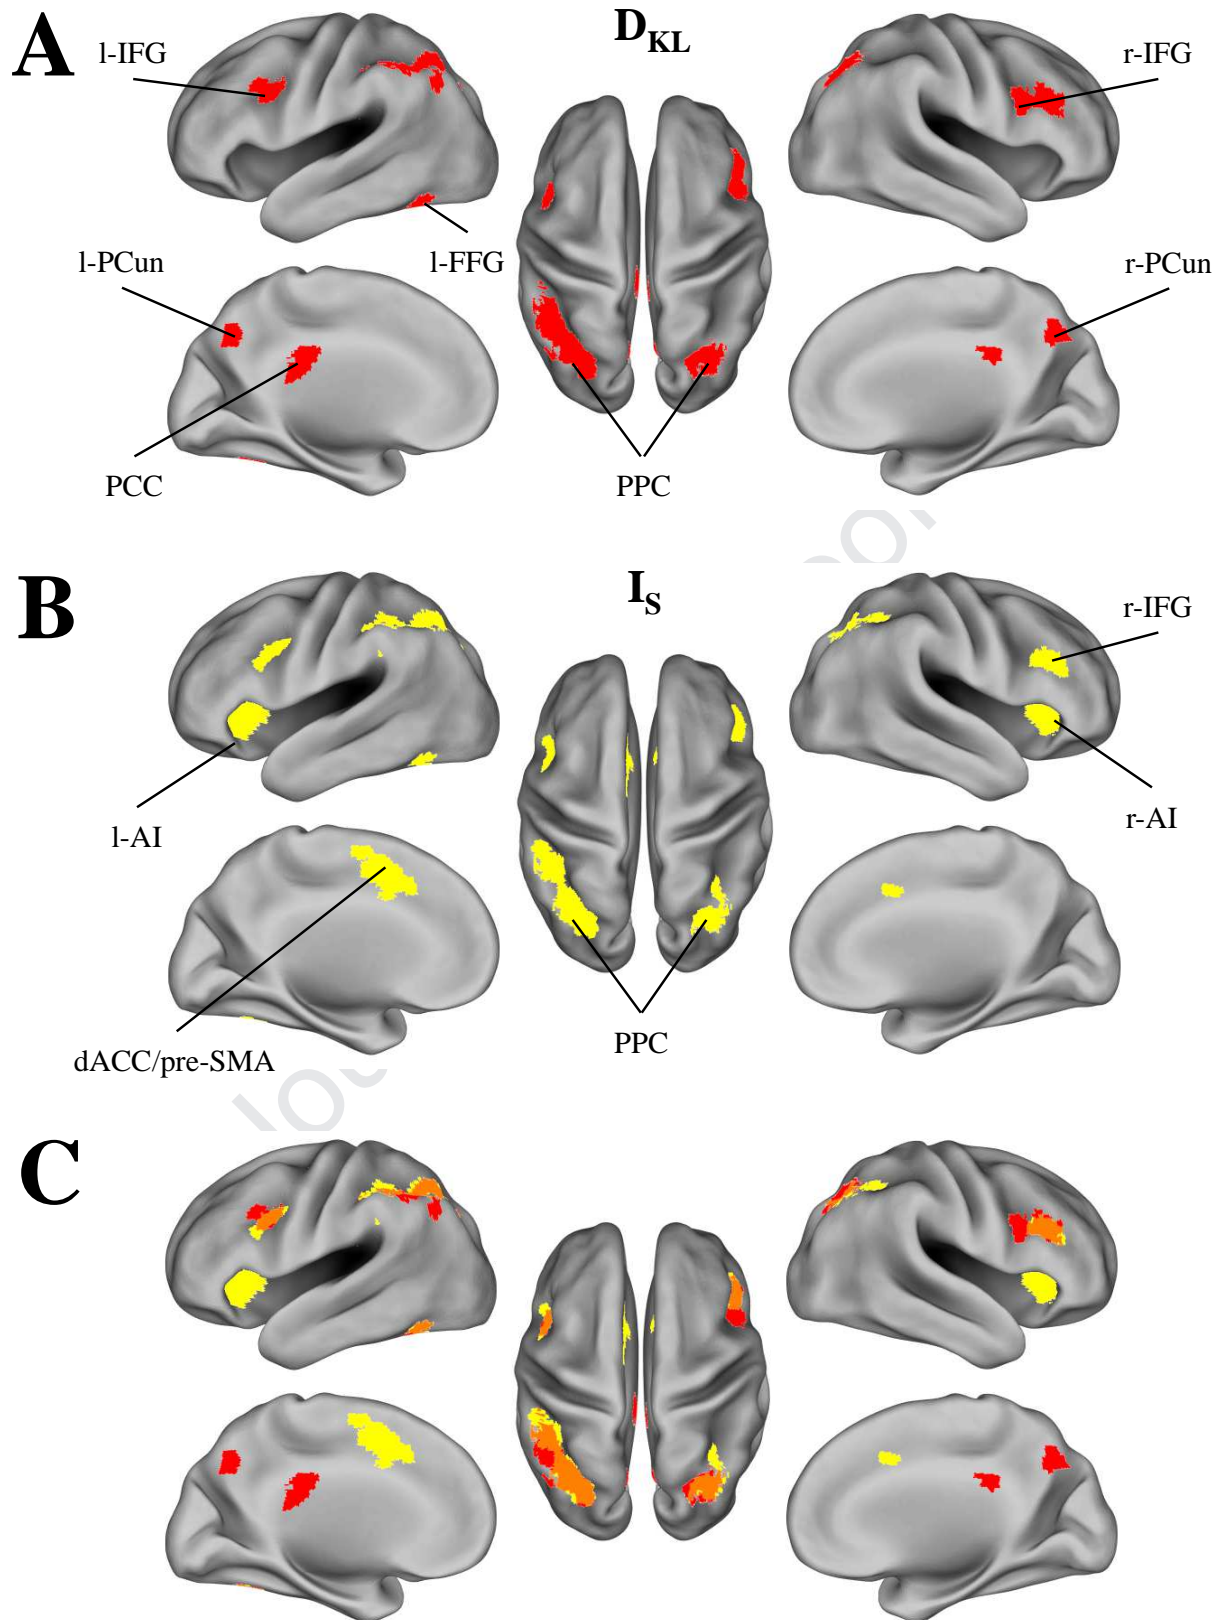 A
D_KL
l-IFG
r-IFG
l-PCun
l-FFG
r-PCun
PCC
PPC
B
I_S
r-IFG
l-AI
r-AI
dACC/pre-SMA
PPC
C